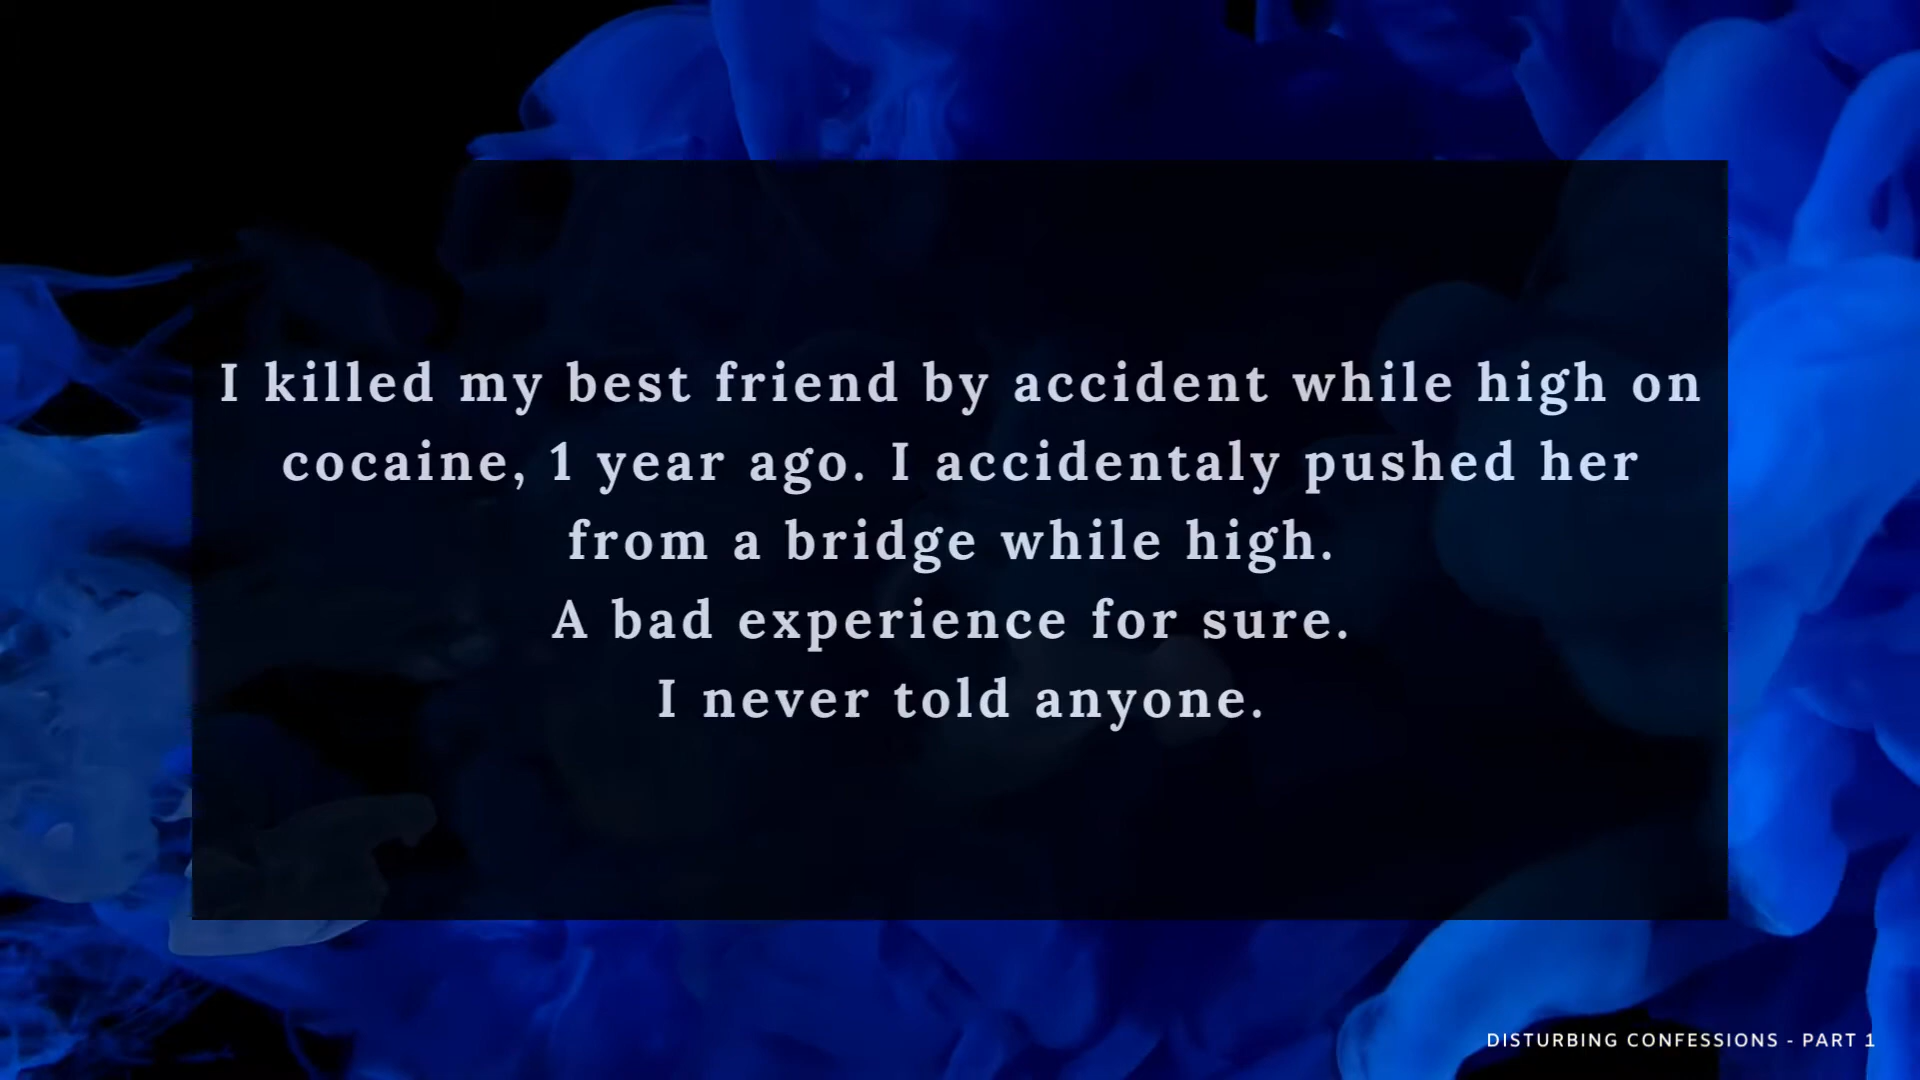 I killed my best friend by accident while high on
cocaine, 1 year ago. I accidentaly pushed her
from a bridge while high.
A bad experience for sure.
I never told anyone.
DISTURBING CONFESSIONS - PART 1